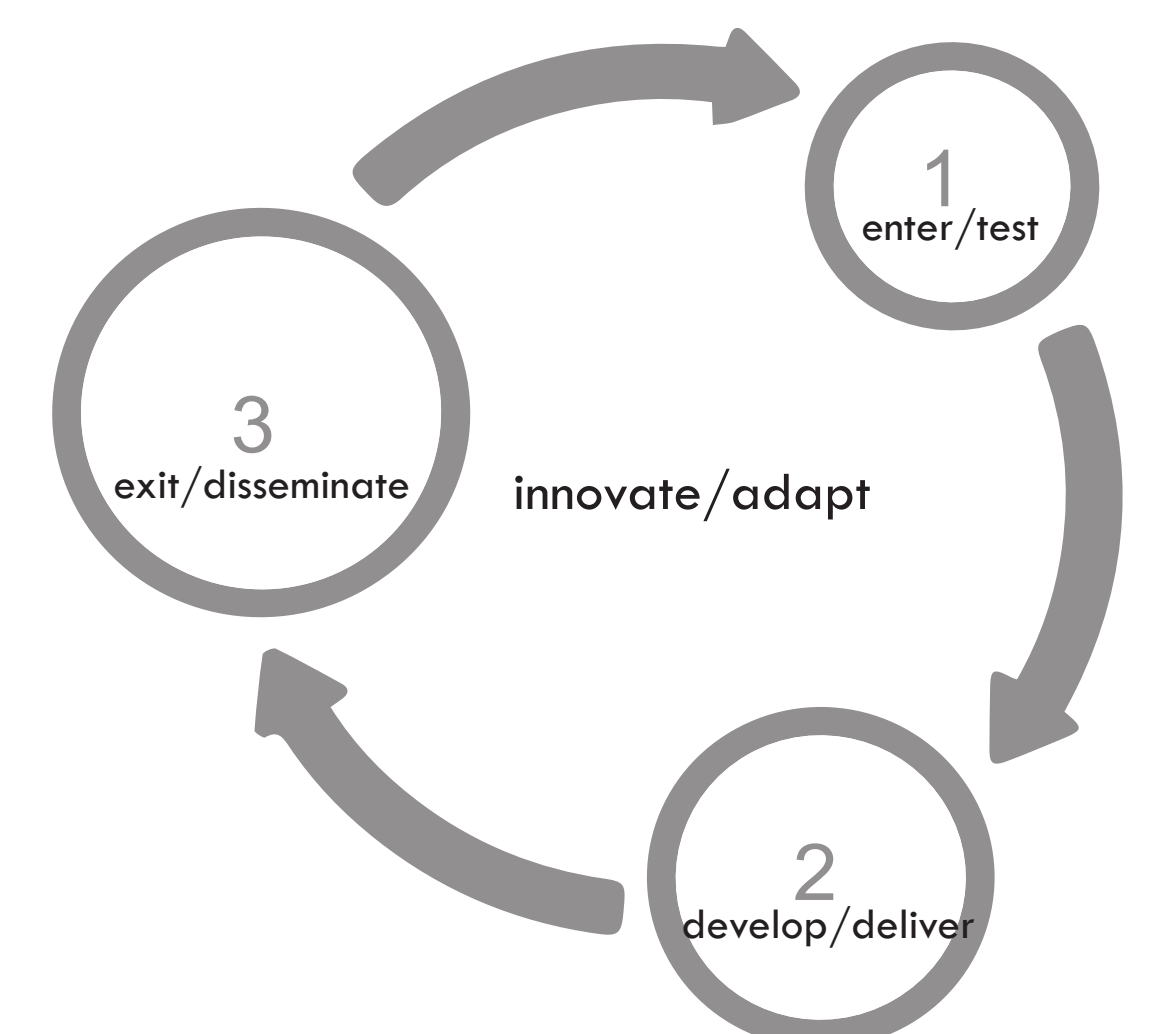 1
enter/test
3
exit/disseminate
innovate/adapt
2
develop/deliver